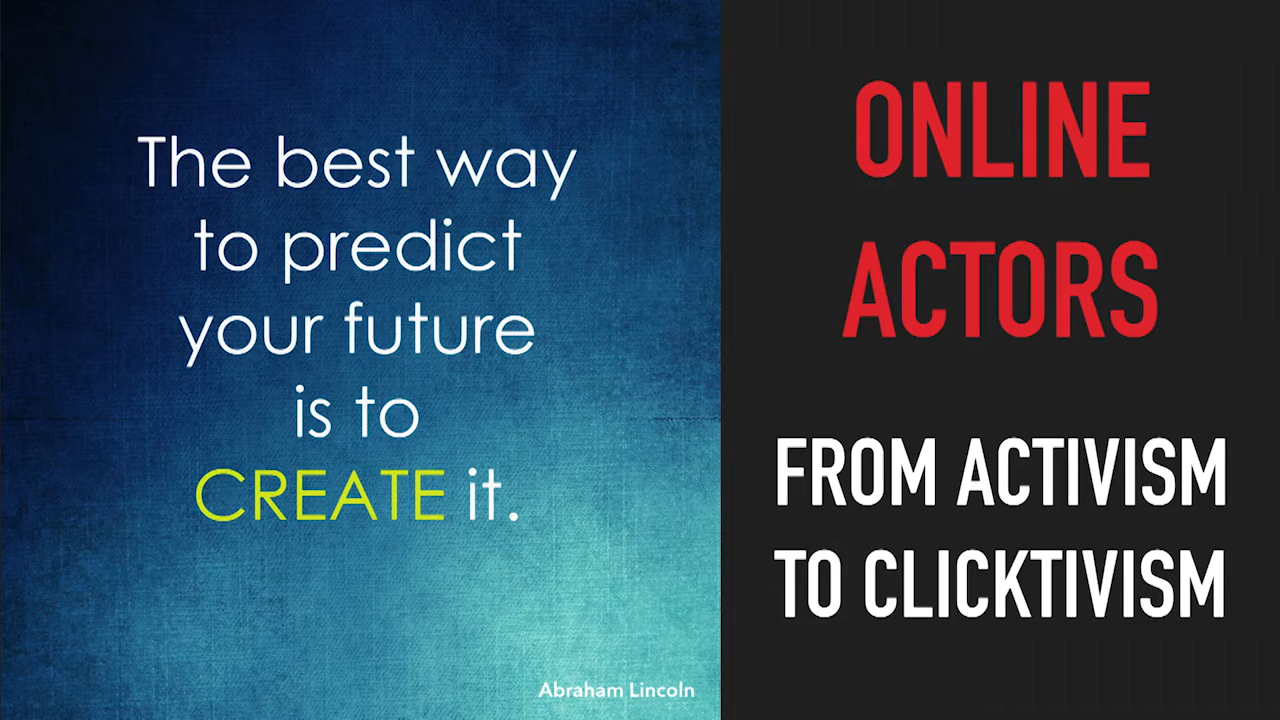 The best way
to predict
your future
is to
CREATE it.
Abraham Lincoln
ONLINE
ACTORS
FROM ACTIVISM
TO CLICKTIVISM